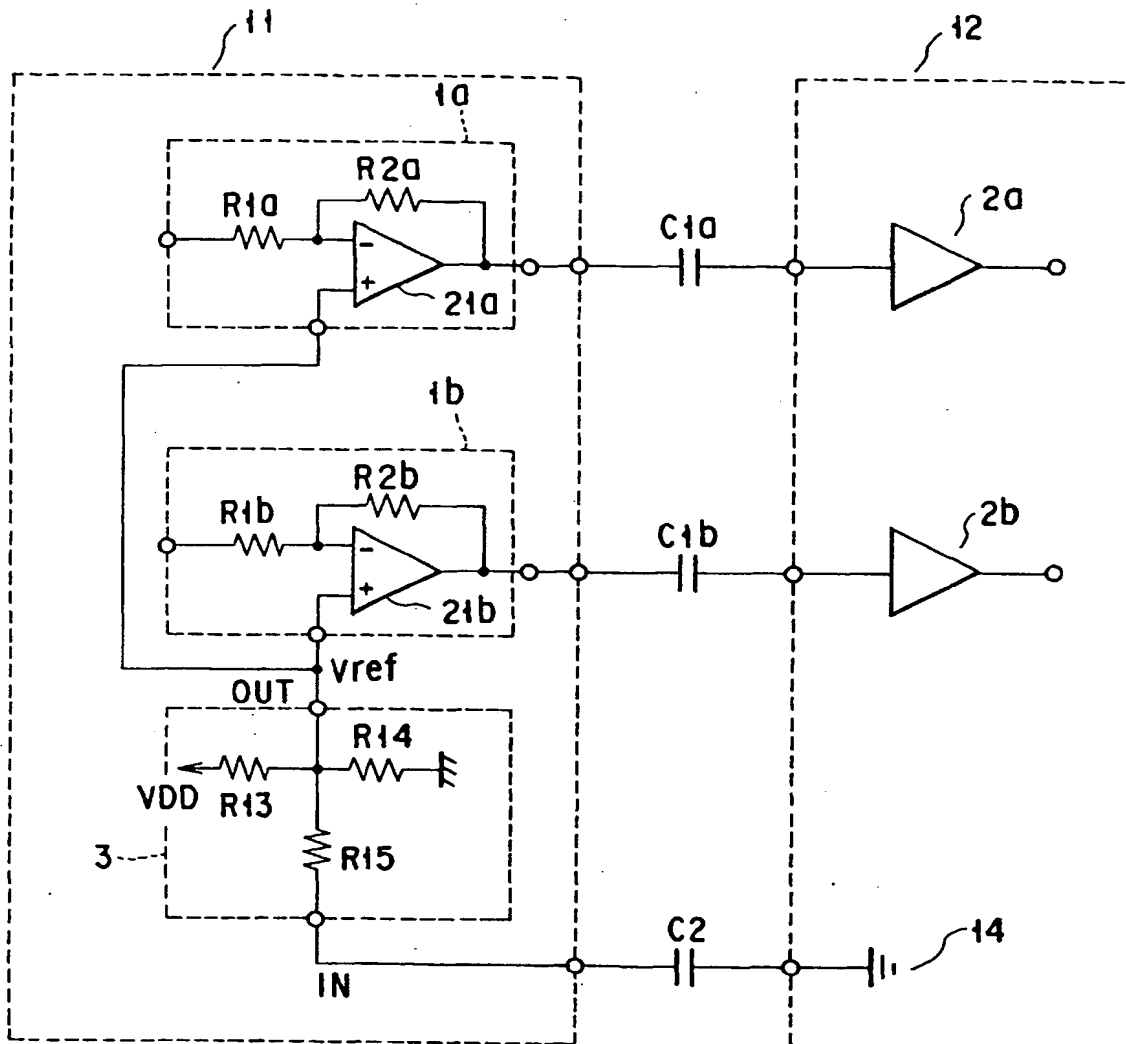 11
12
1a
R2a
R1a
-
+
21a
C1a
2a
1b
R2b
R1b
-
+
21b
C1b
2b
Vref
OUT
R14
VDD
R13
3
R15
IN
C2
14